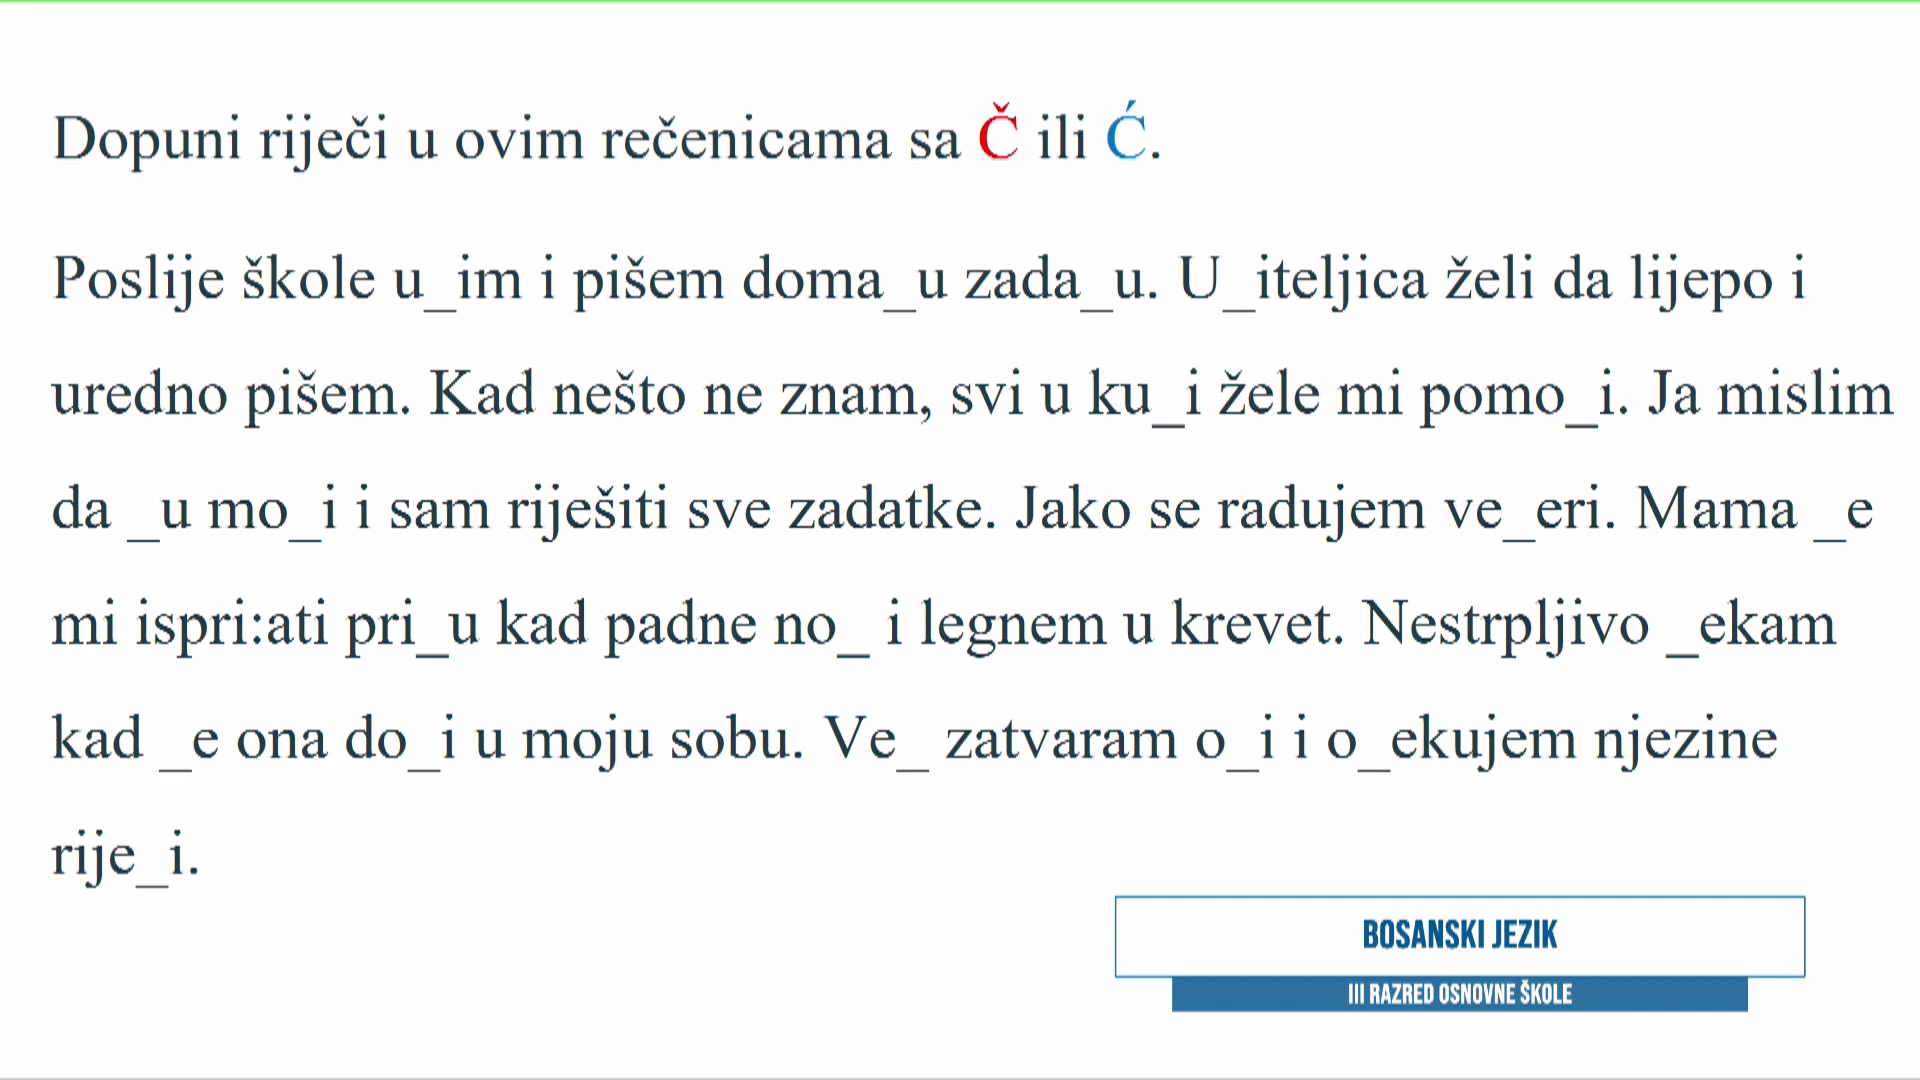 Dopuni riječi u ovim rečenicama sa Č ili Ć.
Poslije škole u_im i pišem doma_u zada_u. U_iteljica želi da lijepo i
uredno pišem. Kad nešto ne znam, svi u ku_i žele mi pomo_i. Ja mislim
da _u mo_i i sam riješiti sve zadatke. Jako se radujem ve_eri. Mama _e
mi ispri:ati pri_u kad padne no_ i legnem u krevet. Nestrpljivo _ekam
kad _e ona do_i u moju sobu. Ve_ zatvaram o_i i o_ekujem njezine
rije_i.
BOSANSKI JEZIK
III RAZRED OSNOVNE ŠKOLE